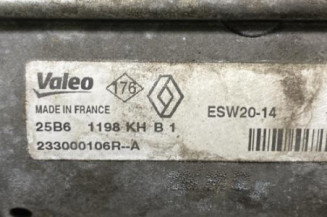 Valeo 176 ESW20-14
MADE IN FRANCE
25B6 1198 KH B 1
233000106R--A